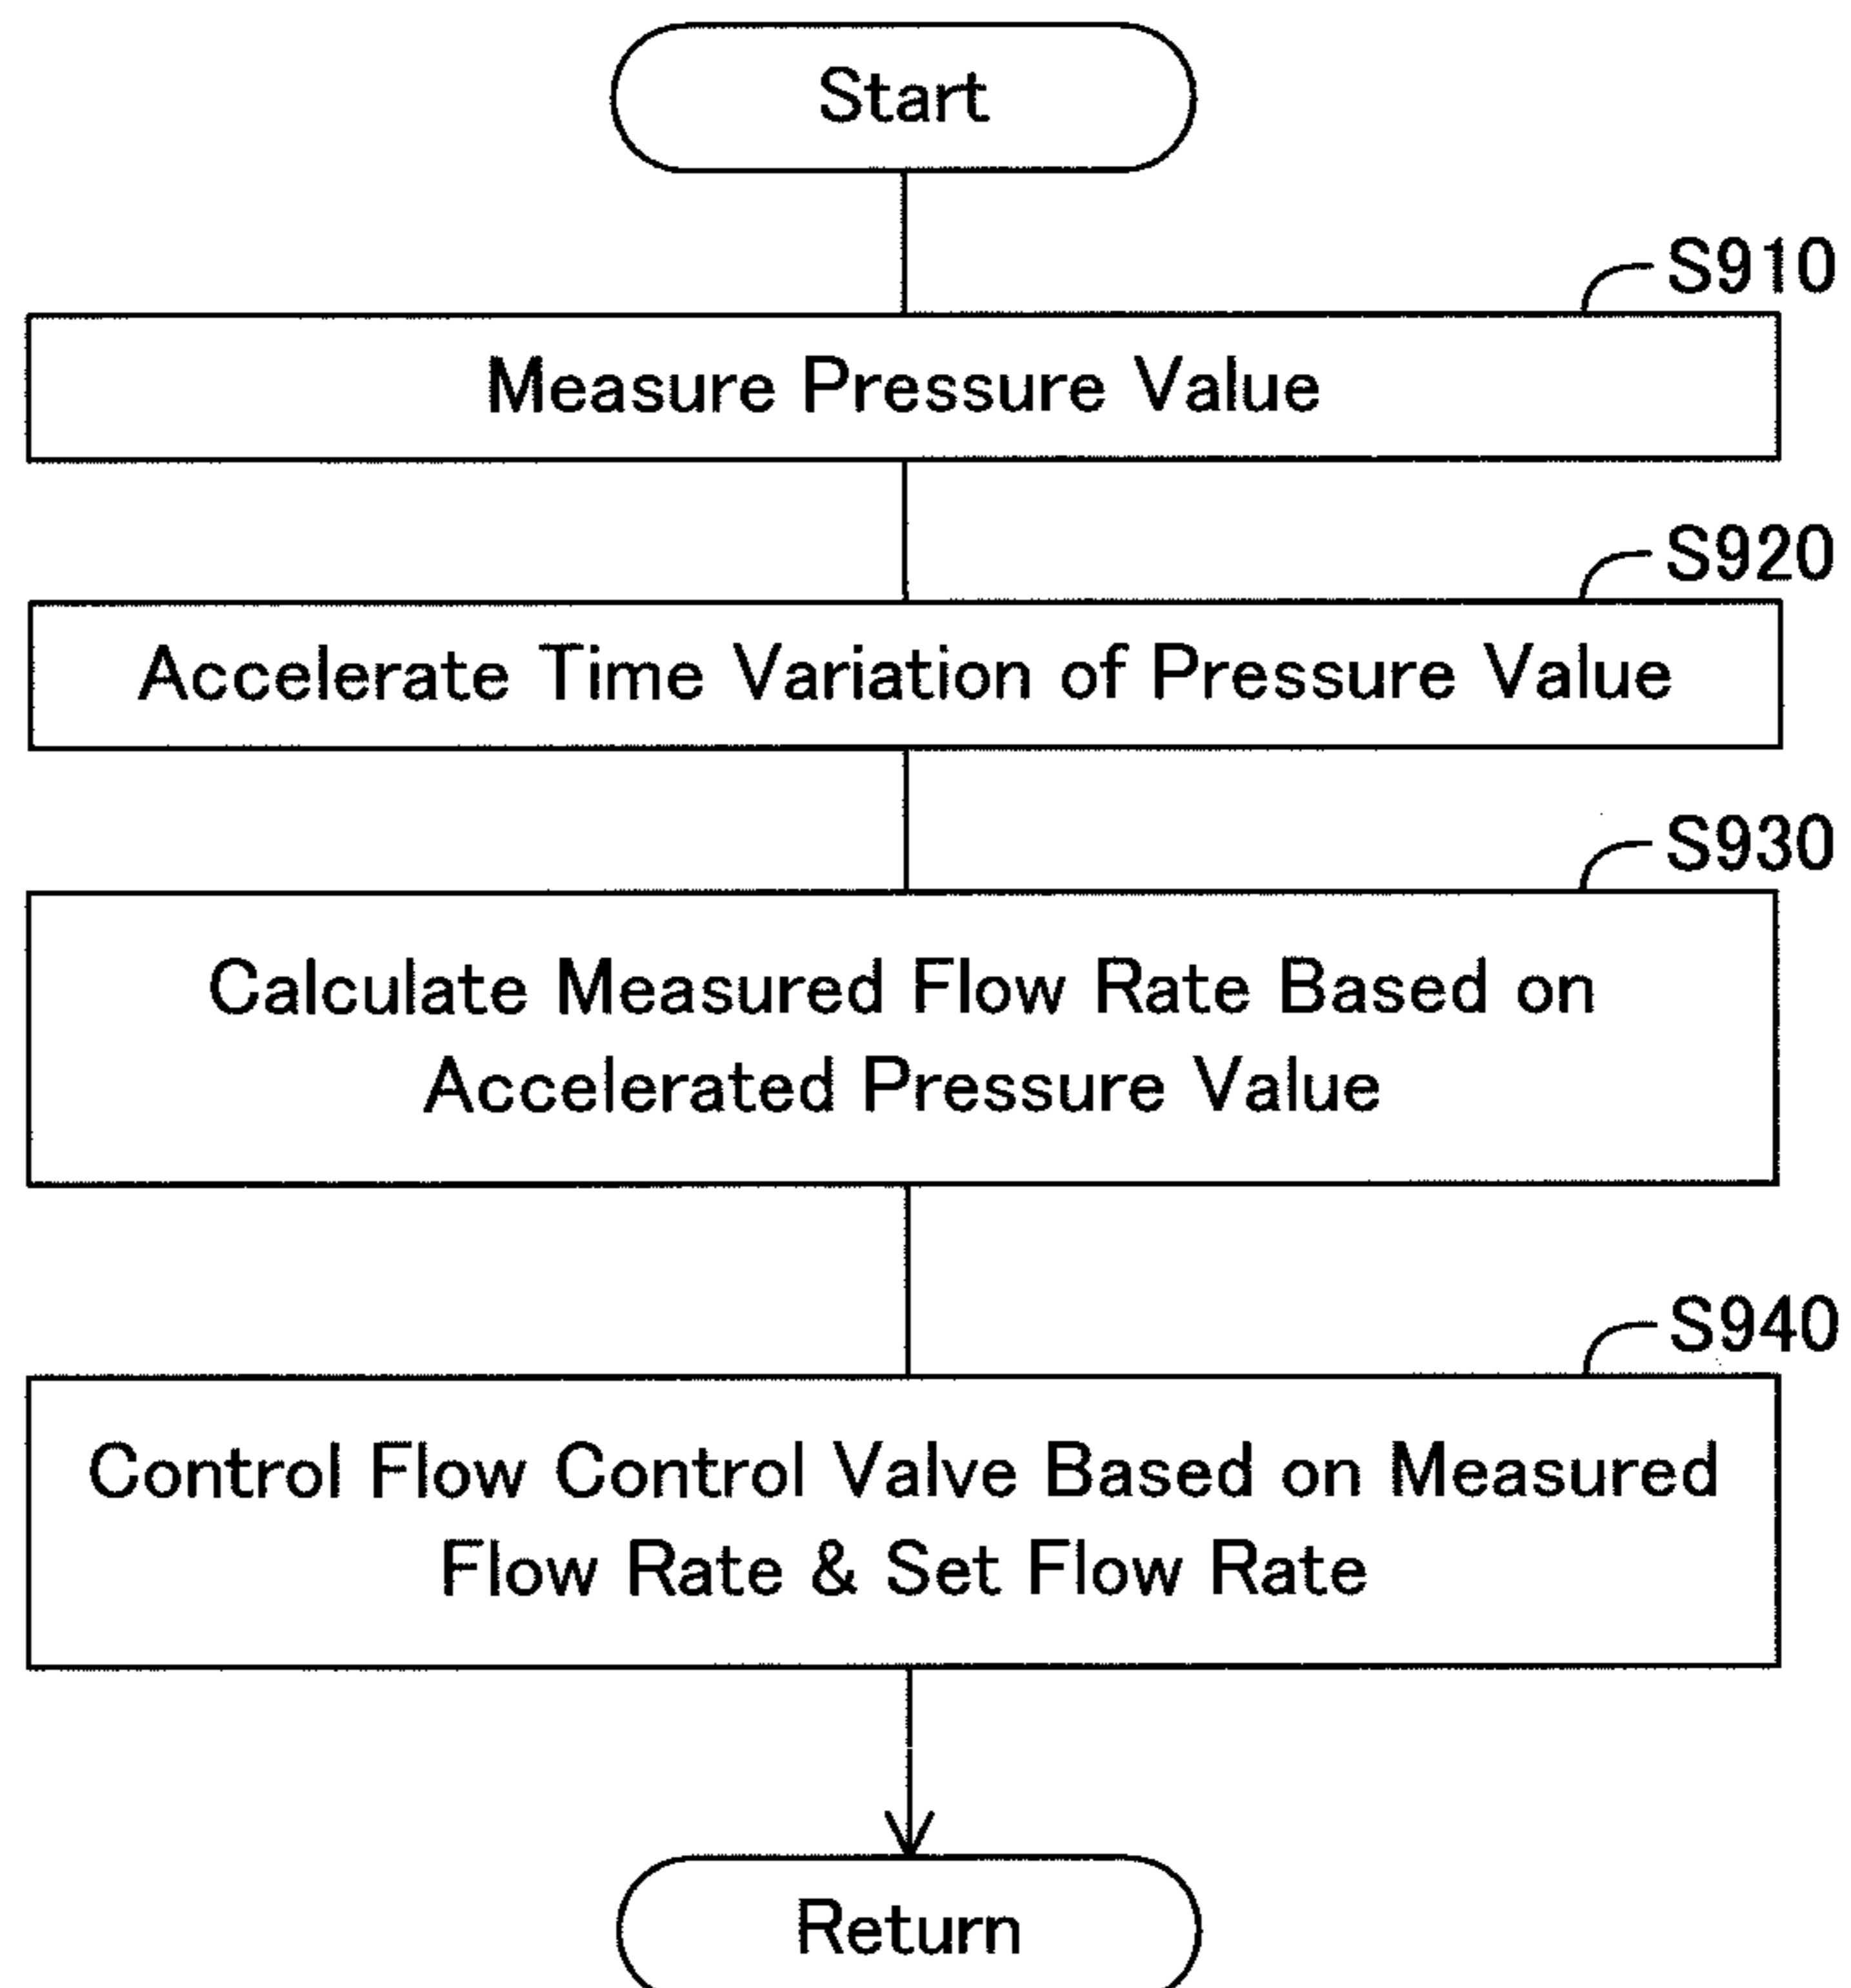 Start
S910
Measure Pressure Value
S920
Accelerate Time Variation of Pressure Value
S930
Calculate Measured Flow Rate Based on
Accelerated Pressure Value
S940
Control Flow Control Valve Based on Measured
Flow Rate & Set Flow Rate
Return